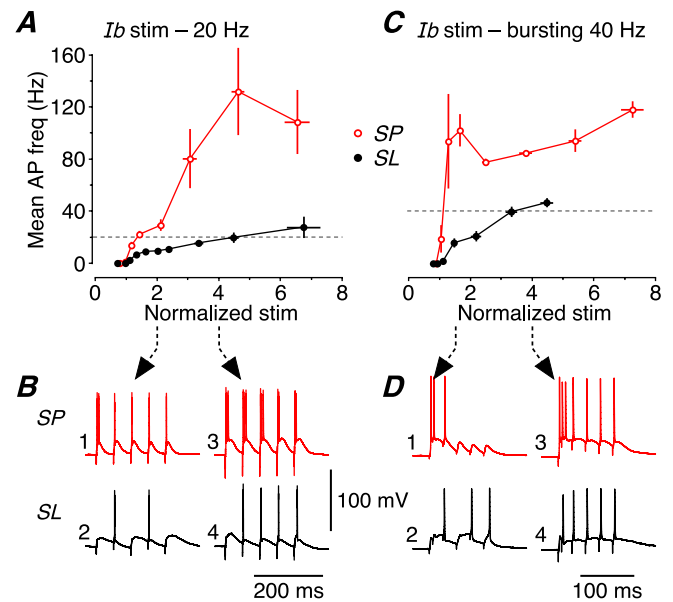 A
Ib stim – 20 Hz
C
Ib stim – bursting 40 Hz
Mean AP freq (Hz)
160
120
80
40
0
SP
SL
0 2 4 6 8
Normalized stim
0 2 4 6 8
Normalized stim
B
D
SP
1
3
1
3
SL
2
4
100 mV
2
4
200 ms
100 ms